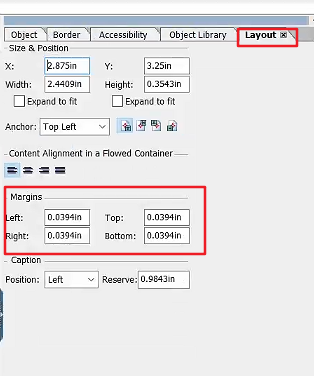 Object Border Accessibility Object Library Layout
Size & Position
X: 2.875in Y: 3.25in
Width: 2.4409in Height: 0.3543in
Expand to fit Expand to fit
Anchor: Top Left
Content Alignment in a Flowed Container
Margins
Left: 0.0394in Top: 0.0394in
Right: 0.0394in Bottom: 0.0394in
Caption
Position: Left Reserve: 0.9843in